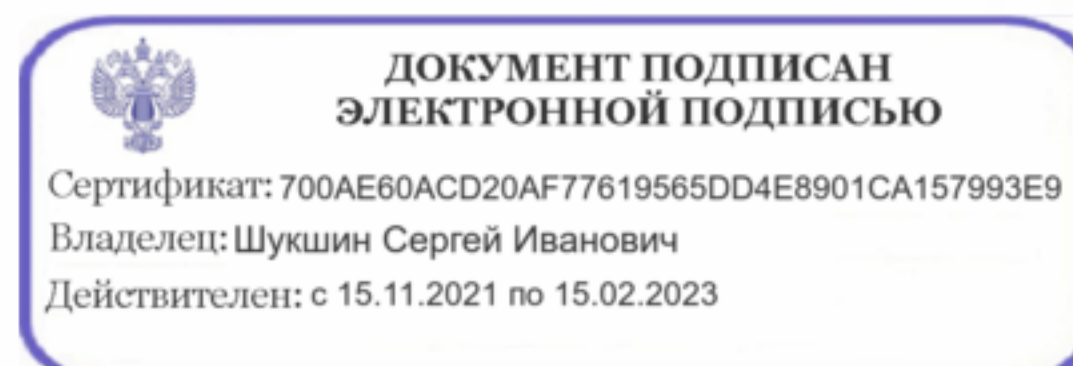 ДОКУМЕНТ ПОДПИСАН
ЭЛЕКТРОННОЙ ПОДПИСЬЮ
Сертификат: 700AE60ACD20AF77619565DD4E8901CA157993E9
Владелец: Шукшин Сергей Иванович
Действителен: с 15.11.2021 по 15.02.2023